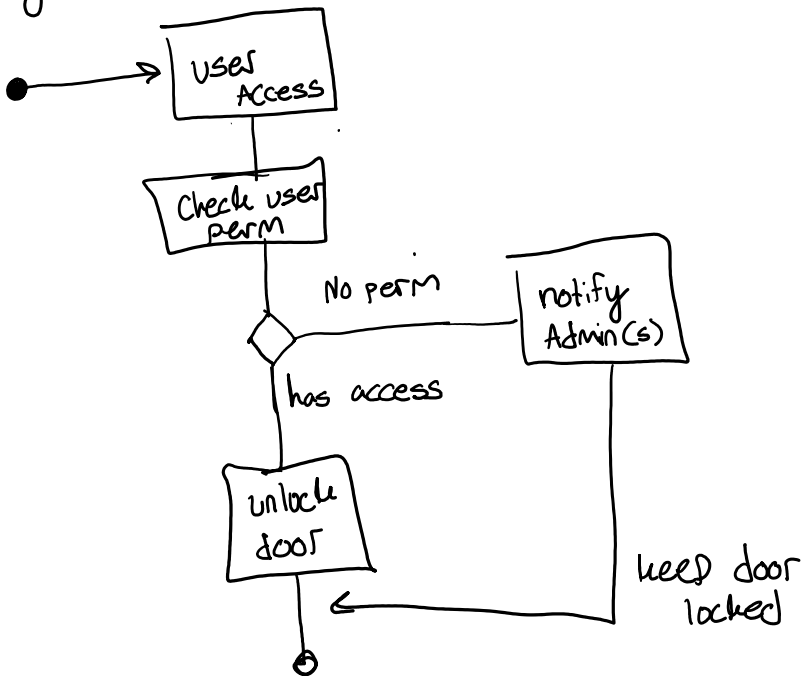 User
Access
Check user
perm
No perm
notify
Admin(s)
has access
unlock
door
keep door
locked